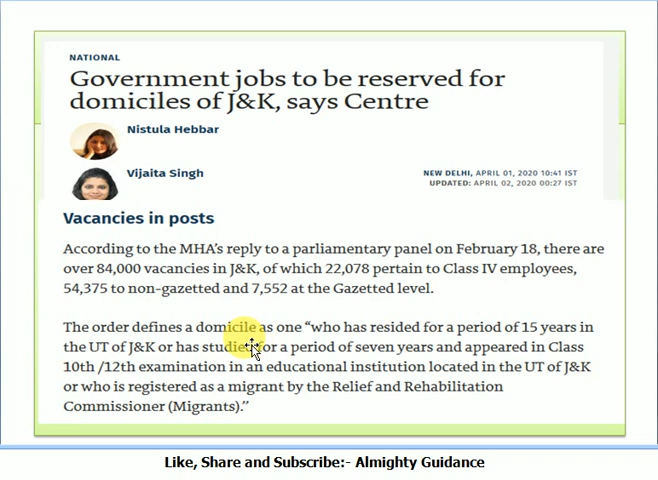 NATIONAL
Government jobs to be reserved for
domiciles of J&K, says Centre
Nistula Hebbar
Vijaita Singh
NEW DELHI, APRIL 01, 2020 10:41 IST
UPDATED: APRIL 02, 2020 00:27 IST
Vacancies in posts
According to the MHA’s reply to a parliamentary panel on February 18, there are
over 84,000 vacancies in J&K, of which 22,078 pertain to Class IV employees,
54,375 to non-gazetted and 7,552 at the Gazetted level.
The order defines a domicile as one “who has resided for a period of 15 years in
the UT of J&K or has studied for a period of seven years and appeared in Class
10th /12th examination in an educational institution located in the UT of J&K
or who is registered as a migrant by the Relief and Rehabilitation
Commissioner (Migrants).”
Like, Share and Subscribe:- Almighty Guidance